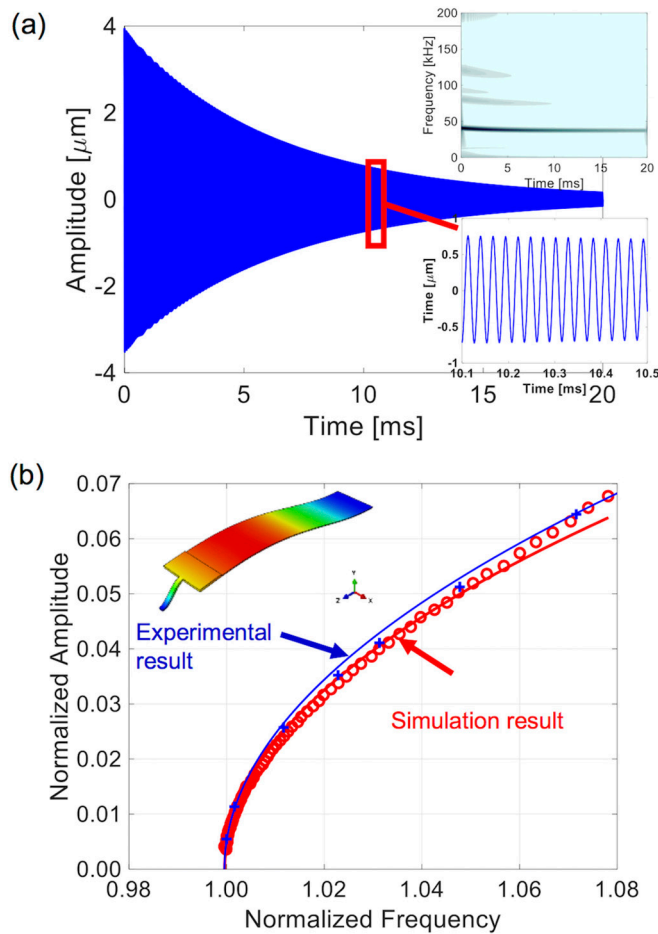 (a)
Amplitude [μm]
4
2
0
-2
-4
0
5
10
15
20
Time [ms]
Frequency [kHz]
200
150
100
50
0
0
5
10
15
20
Time [ms]
Time [μm]
0.5
0
-0.5
-1
10.1
10.2
10.3
10.4
10.5
Time [ms]
(b)
Normalized Amplitude
0.07
0.06
0.05
0.04
0.03
0.02
0.01
0.00
0.98
1.00
1.02
1.04
1.06
1.08
Normalized Frequency
Y
Z
X
Experimental
result
Simulation result